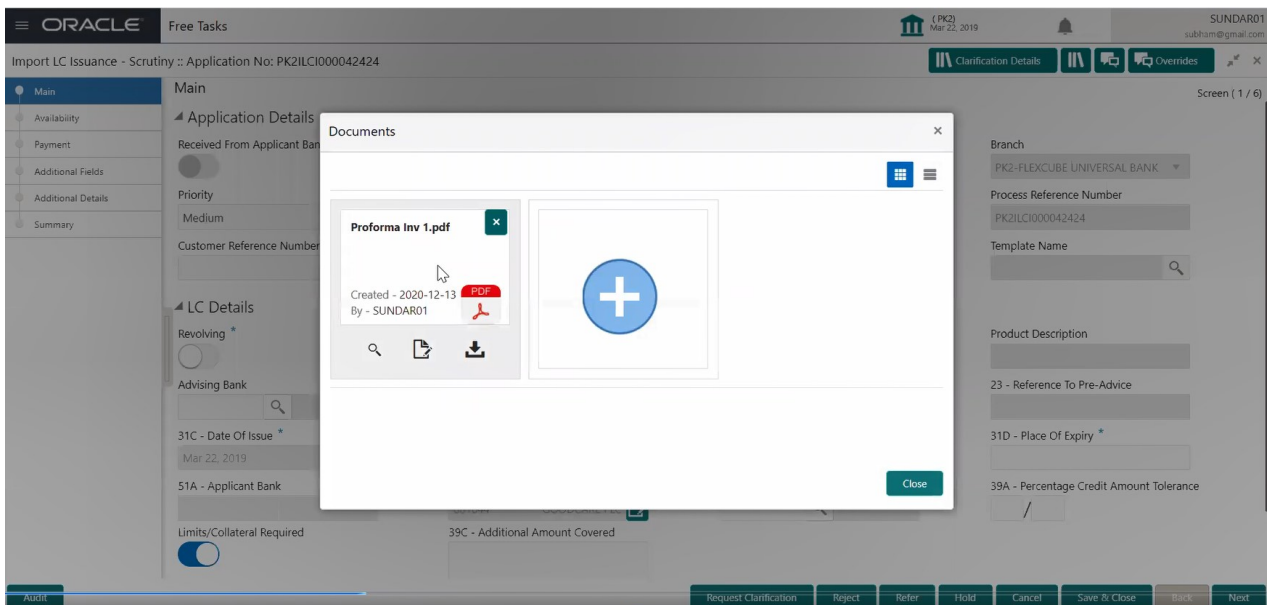 ORACLE
Free Tasks
( PK2)
Mar 22, 2019
SUNDAR01
subham@gmail.com
Import LC Issuance - Scrutiny :: Application No: PK2ILCI000042424
Clarification Details
Overrides
Main
Availability
Payment
Additional Fields
Additional Details
Summary
Main
Screen ( 1 / 6)
Application Details
Received From Applicant Ban
Branch
PK2-FLEXCUBE UNIVERSAL BANK
Priority
Medium
Process Reference Number
PK2ILCI000042424
Customer Reference Number
Template Name
Documents
Proforma Inv 1.pdf
Created - 2020-12-13
By - SUNDAR01
PDF
Close
LC Details
Revolving *
Product Description
Advising Bank
23 - Reference To Pre-Advice
31C - Date Of Issue *
Mar 22, 2019
31D - Place Of Expiry *
51A - Applicant Bank
39A - Percentage Credit Amount Tolerance
/
Limits/Collateral Required
39C - Additional Amount Covered
Audit
Request Clarification
Reject
Refer
Hold
Cancel
Save & Close
Back
Next